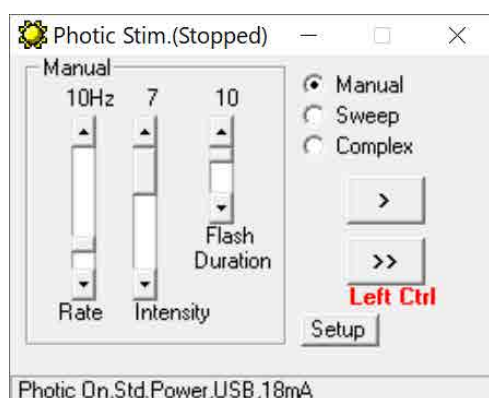 Photic Stim.(Stopped)
Manual
10Hz 7 10
Rate Intensity
Flash
Duration
Manual
Sweep
Complex
>
>>
Left Ctrl
Setup
Photic On,Std.Power,USB,18mA